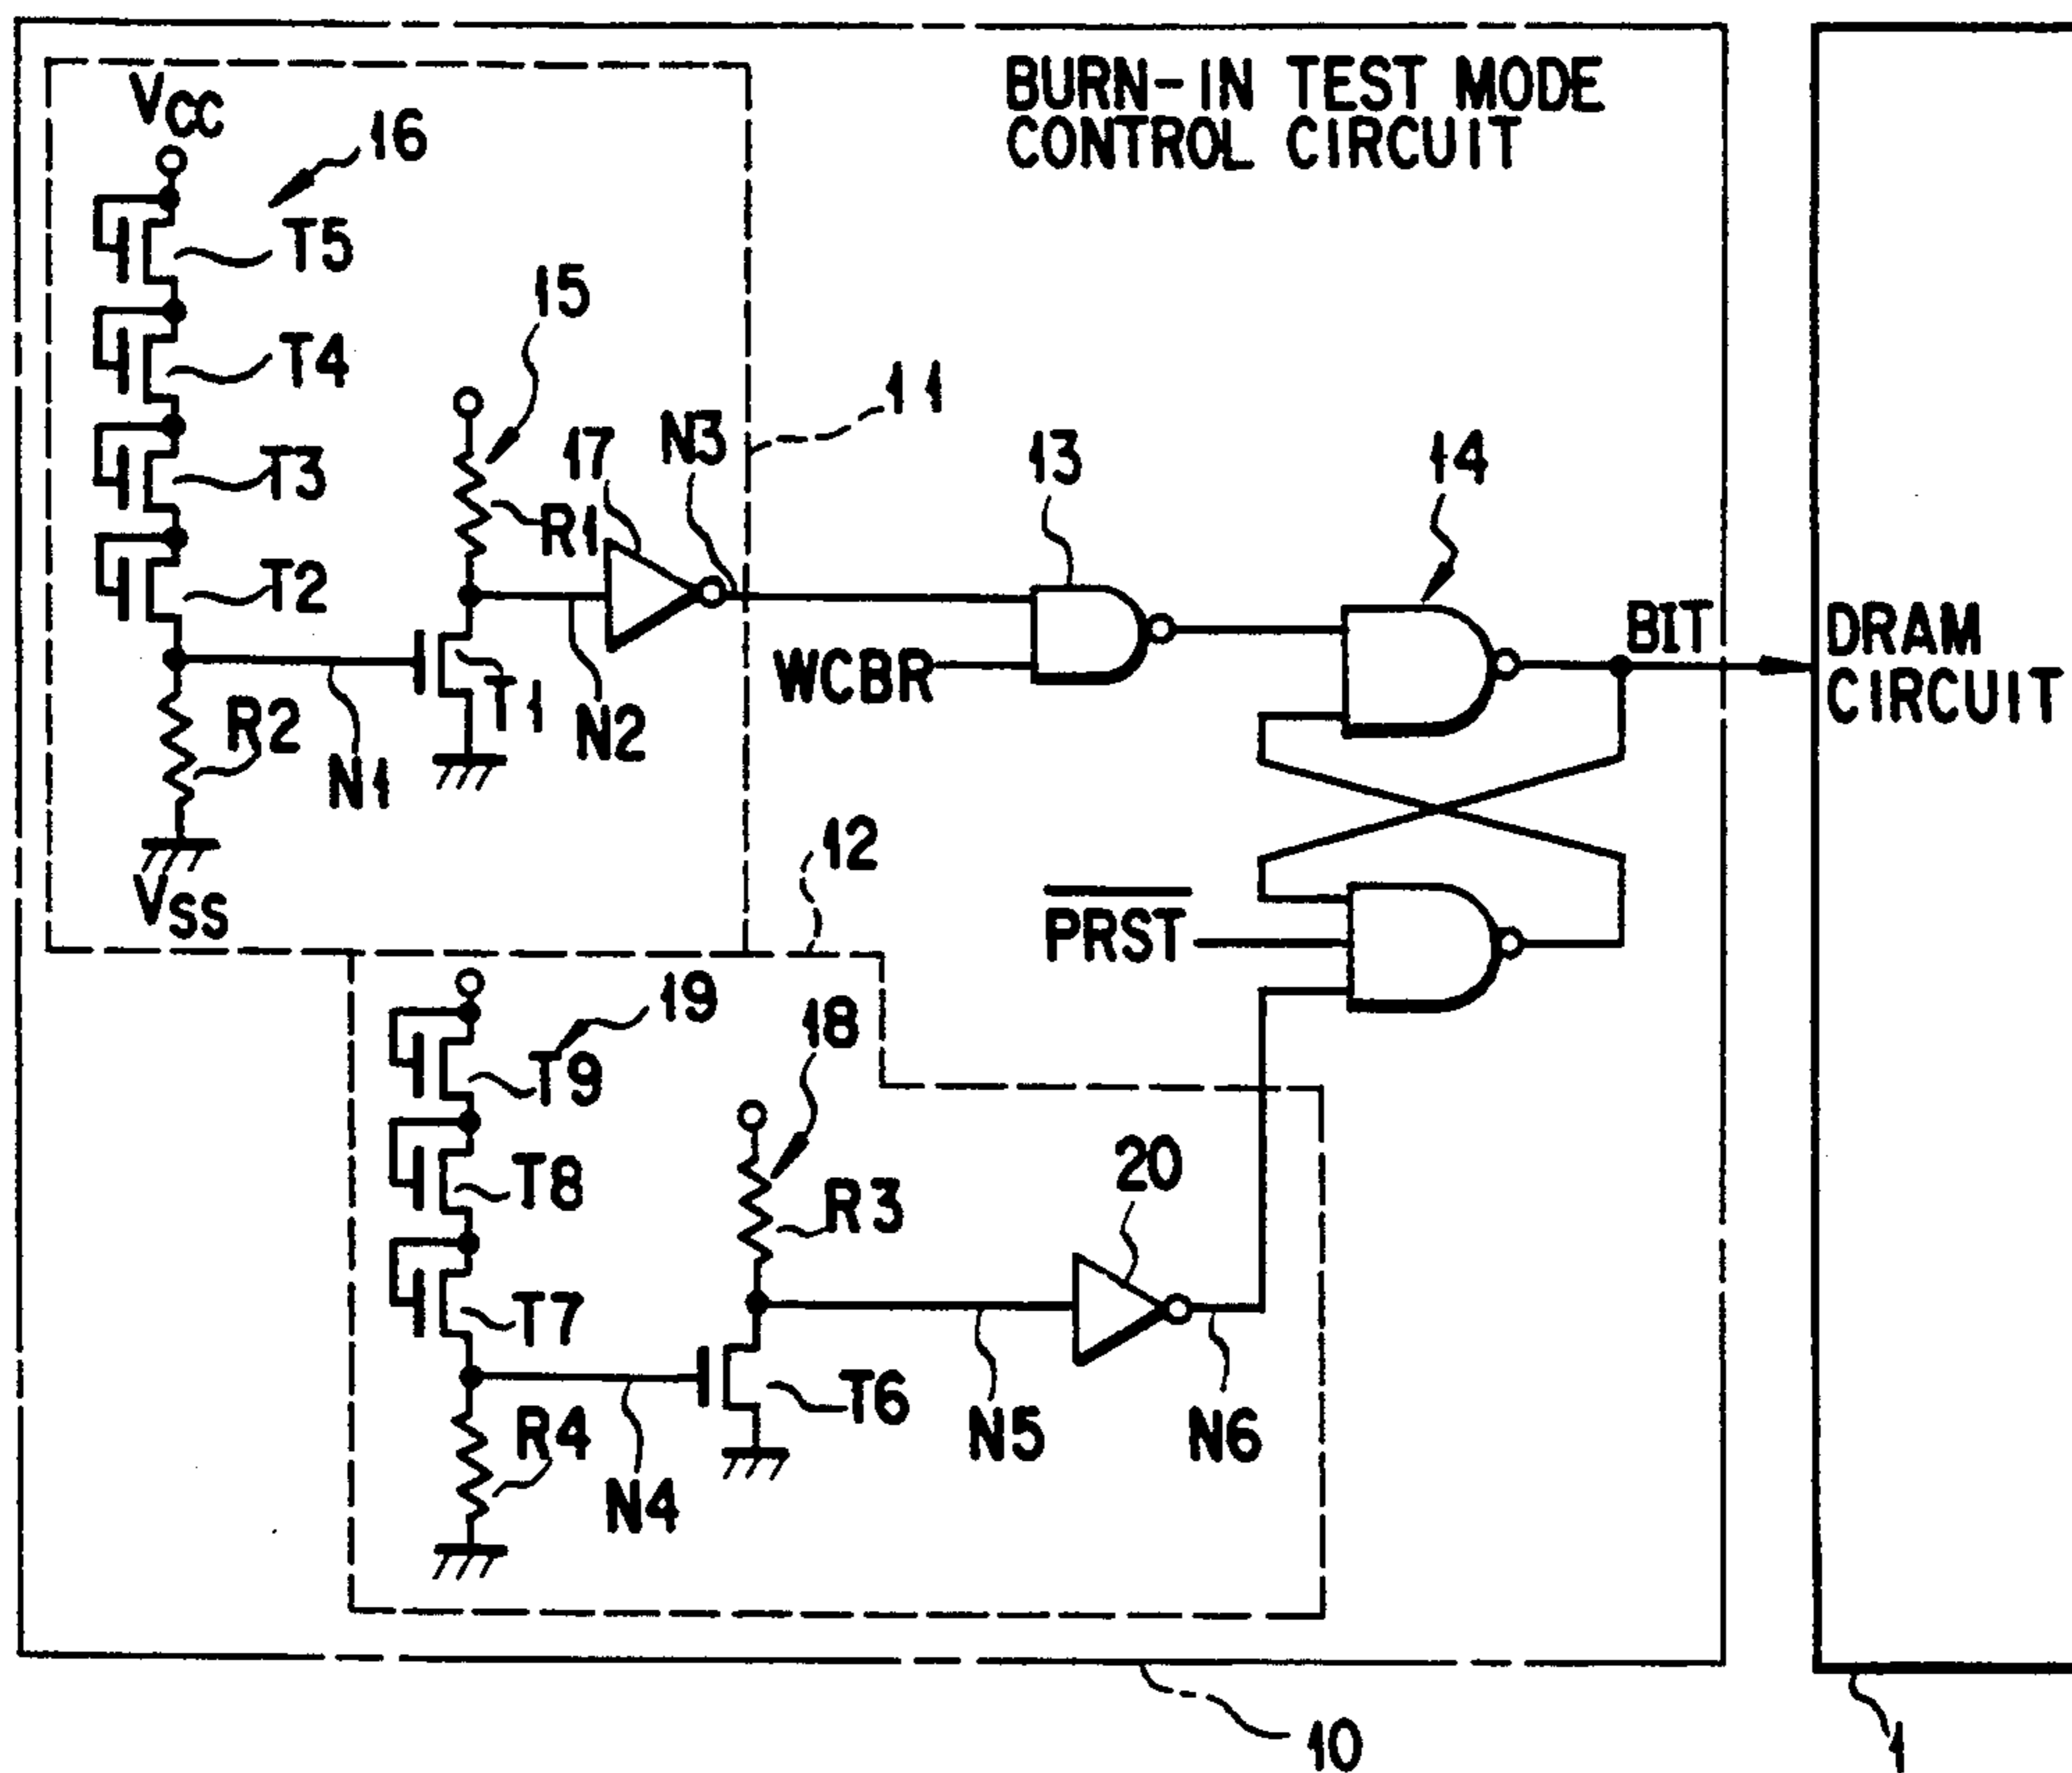 BURN-IN TEST MODE
CONTROL CIRCUIT
VCC
16
T5
15
T4
11
17
N3
13
14
T3
R1
T2
BIT
DRAM
CIRCUIT
WCBR
T1
N2
R2
N1
12
VSS
PRST
19
18
T9
20
T8
R3
T7
T6
R4
N5
N6
N4
10
1